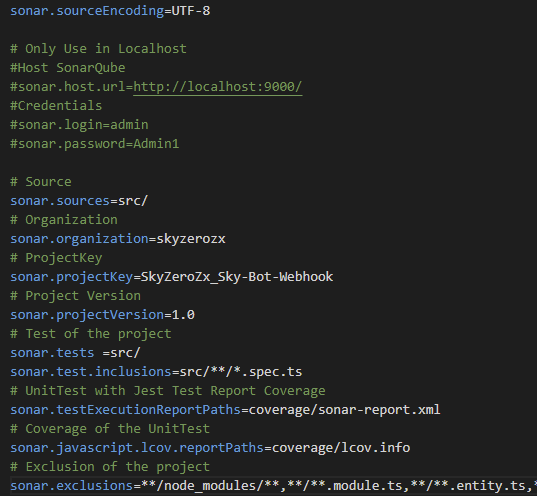 sonar.sourceEncoding=UTF-8
# Only Use in Localhost
#Host SonarQube
#sonar.host.url=http://localhost:9000/
#Credentials
#sonar.login=admin
#sonar.password=Admin1
# Source
sonar.sources=src/
# Organization
sonar.organization=skyzerozx
# ProjectKey
sonar.projectKey=SkyZeroZx_Sky-Bot-Webhook
# Project Version
sonar.projectVersion=1.0
# Test of the project
sonar.tests =src/
sonar.test.inclusions=src/**/*.spec.ts
# UnitTest with Jest Test Report Coverage
sonar.testExecutionReportPaths=coverage/sonar-report.xml
# Coverage of the UnitTest
sonar.javascript.lcov.reportPaths=coverage/lcov.info
# Exclusion of the project
sonar.exclusions=**/node_modules/**,**/**.module.ts,**/**.entity.ts,*